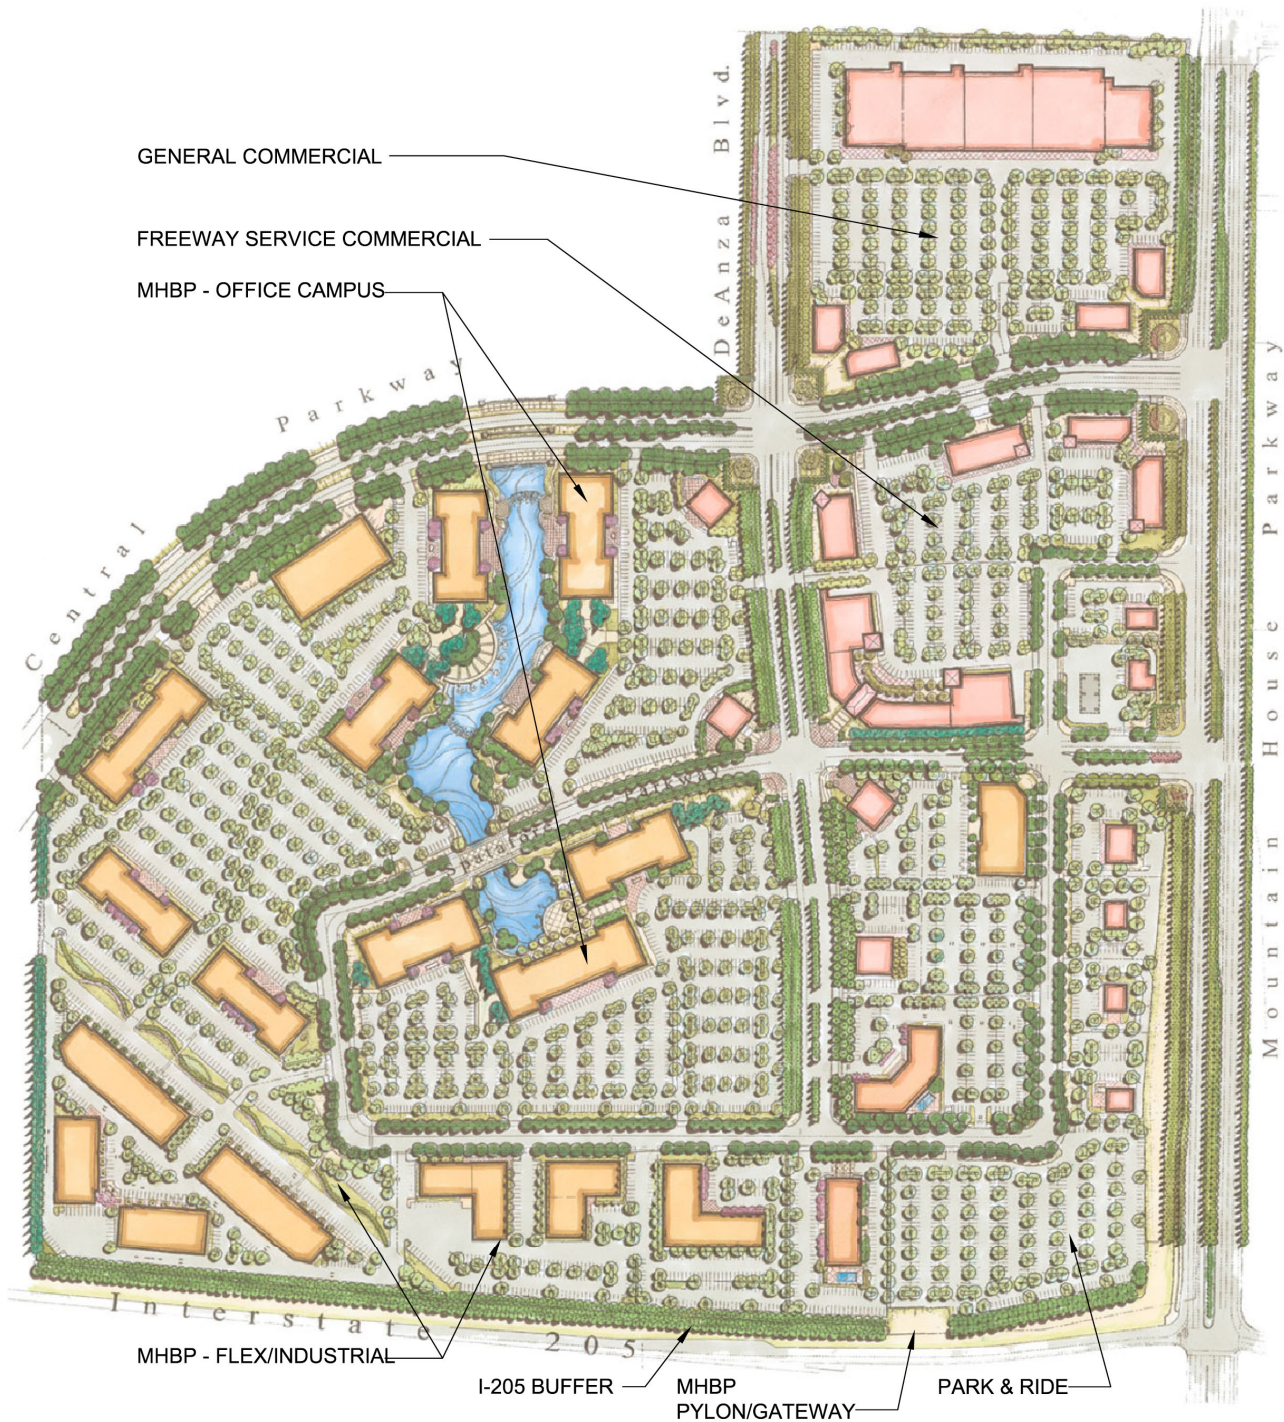 DeAnza Blvd.
GENERAL COMMERCIAL
FREEWAY SERVICE COMMERCIAL
MHBP - OFFICE CAMPUS
Central Parkway
Mountain House Parkway
Interstate 205
MHBP - FLEX/INDUSTRIAL
I-205 BUFFER
MHBP
PYLON/GATEWAY
PARK & RIDE